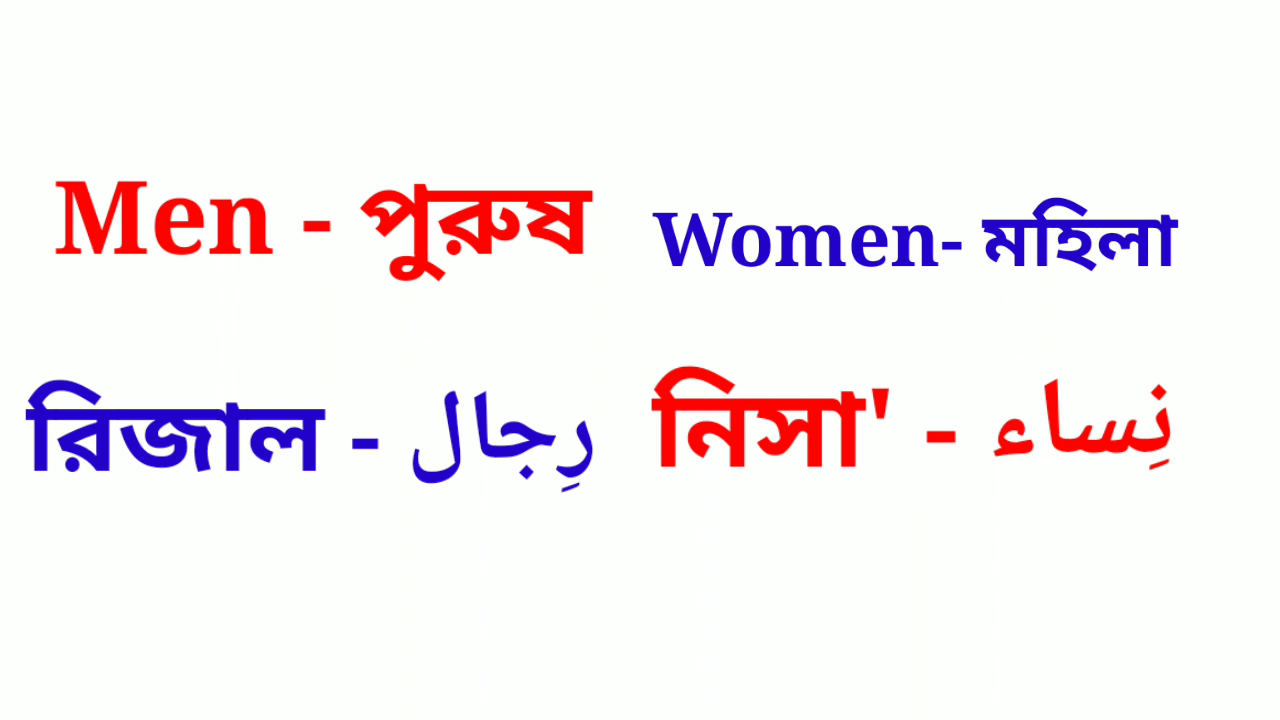 Men - পুরুষ
Women- মহিলা
রিজাল - رِجال
নিসা' - نِساء